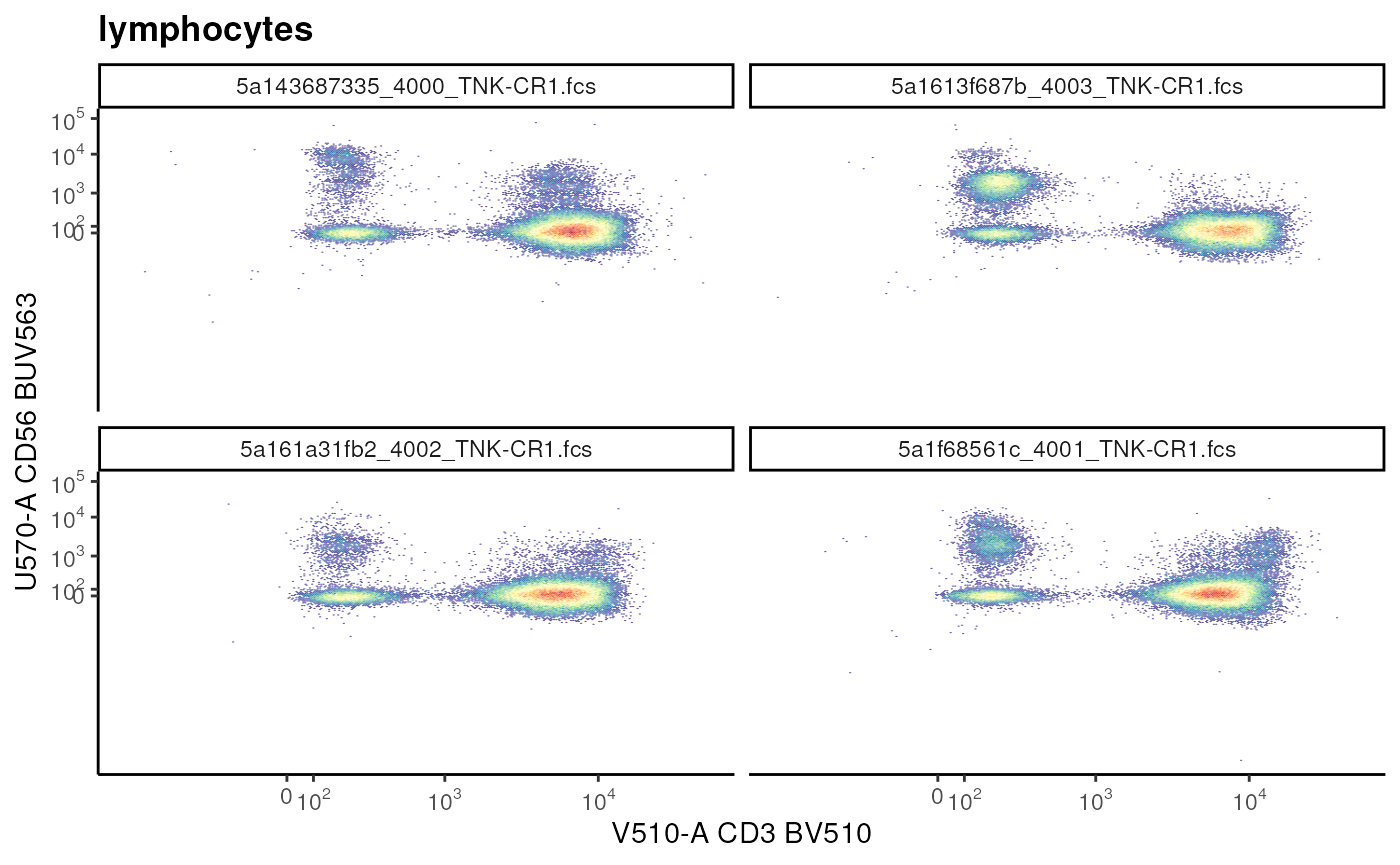 lymphocytes
5a143687335_4000_TNK-CR1.fcs
5a1613f687b_4003_TNK-CR1.fcs
10^5
10^4
10^3
10^2
0
U570-A CD56 BUV563
5a161a31fb2_4002_TNK-CR1.fcs
5a1f68561c_4001_TNK-CR1.fcs
10^5
10^4
10^3
10^2
0
0 10^2 10^3 10^4
0 10^2 10^3 10^4
V510-A CD3 BV510